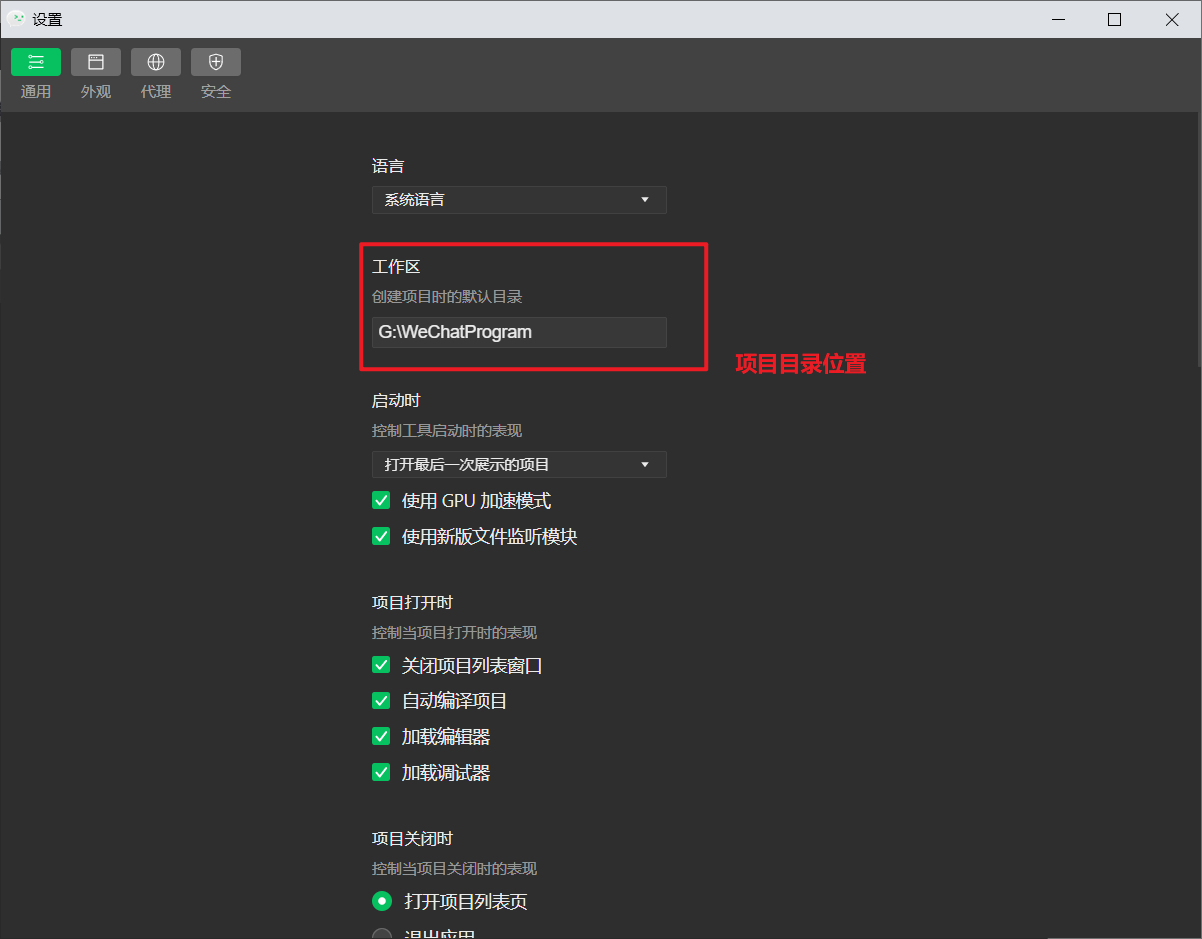 设置
通用
外观
代理
安全
语言
系统语言
工作区
创建项目时的默认目录
G:\WeChatProgram
项目目录位置
启动时
控制工具启动时的表现
打开最后一次展示的项目
使用 GPU 加速模式
使用新版文件监听模块
项目打开时
控制当项目打开时的表现
关闭项目列表窗口
自动编译项目
加载编辑器
加载调试器
项目关闭时
控制当项目关闭时的表现
打开项目列表页
退出应用